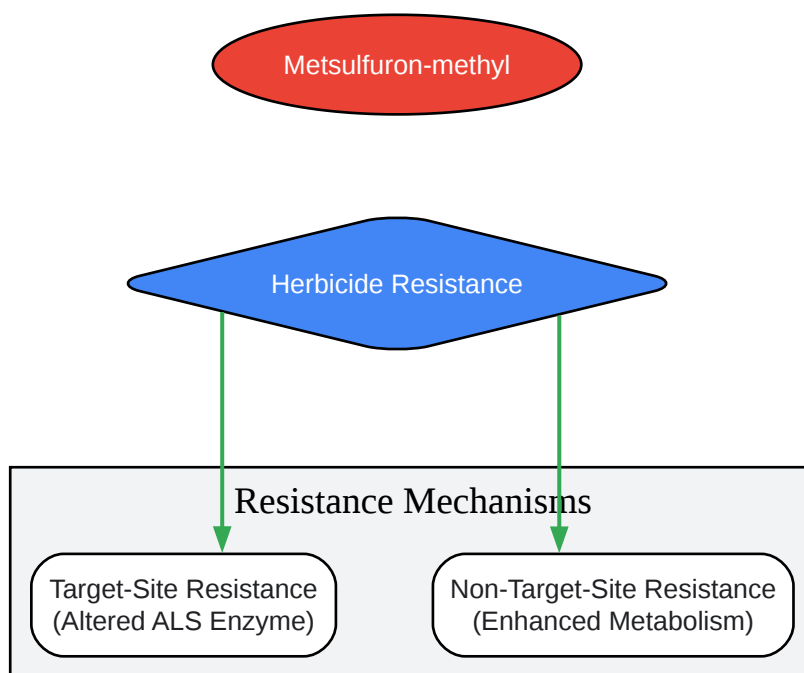 Metsulfuron-methyl
Herbicide Resistance
Resistance Mechanisms
Target-Site Resistance
(Altered ALS Enzyme)
Non-Target-Site Resistance
(Enhanced Metabolism)